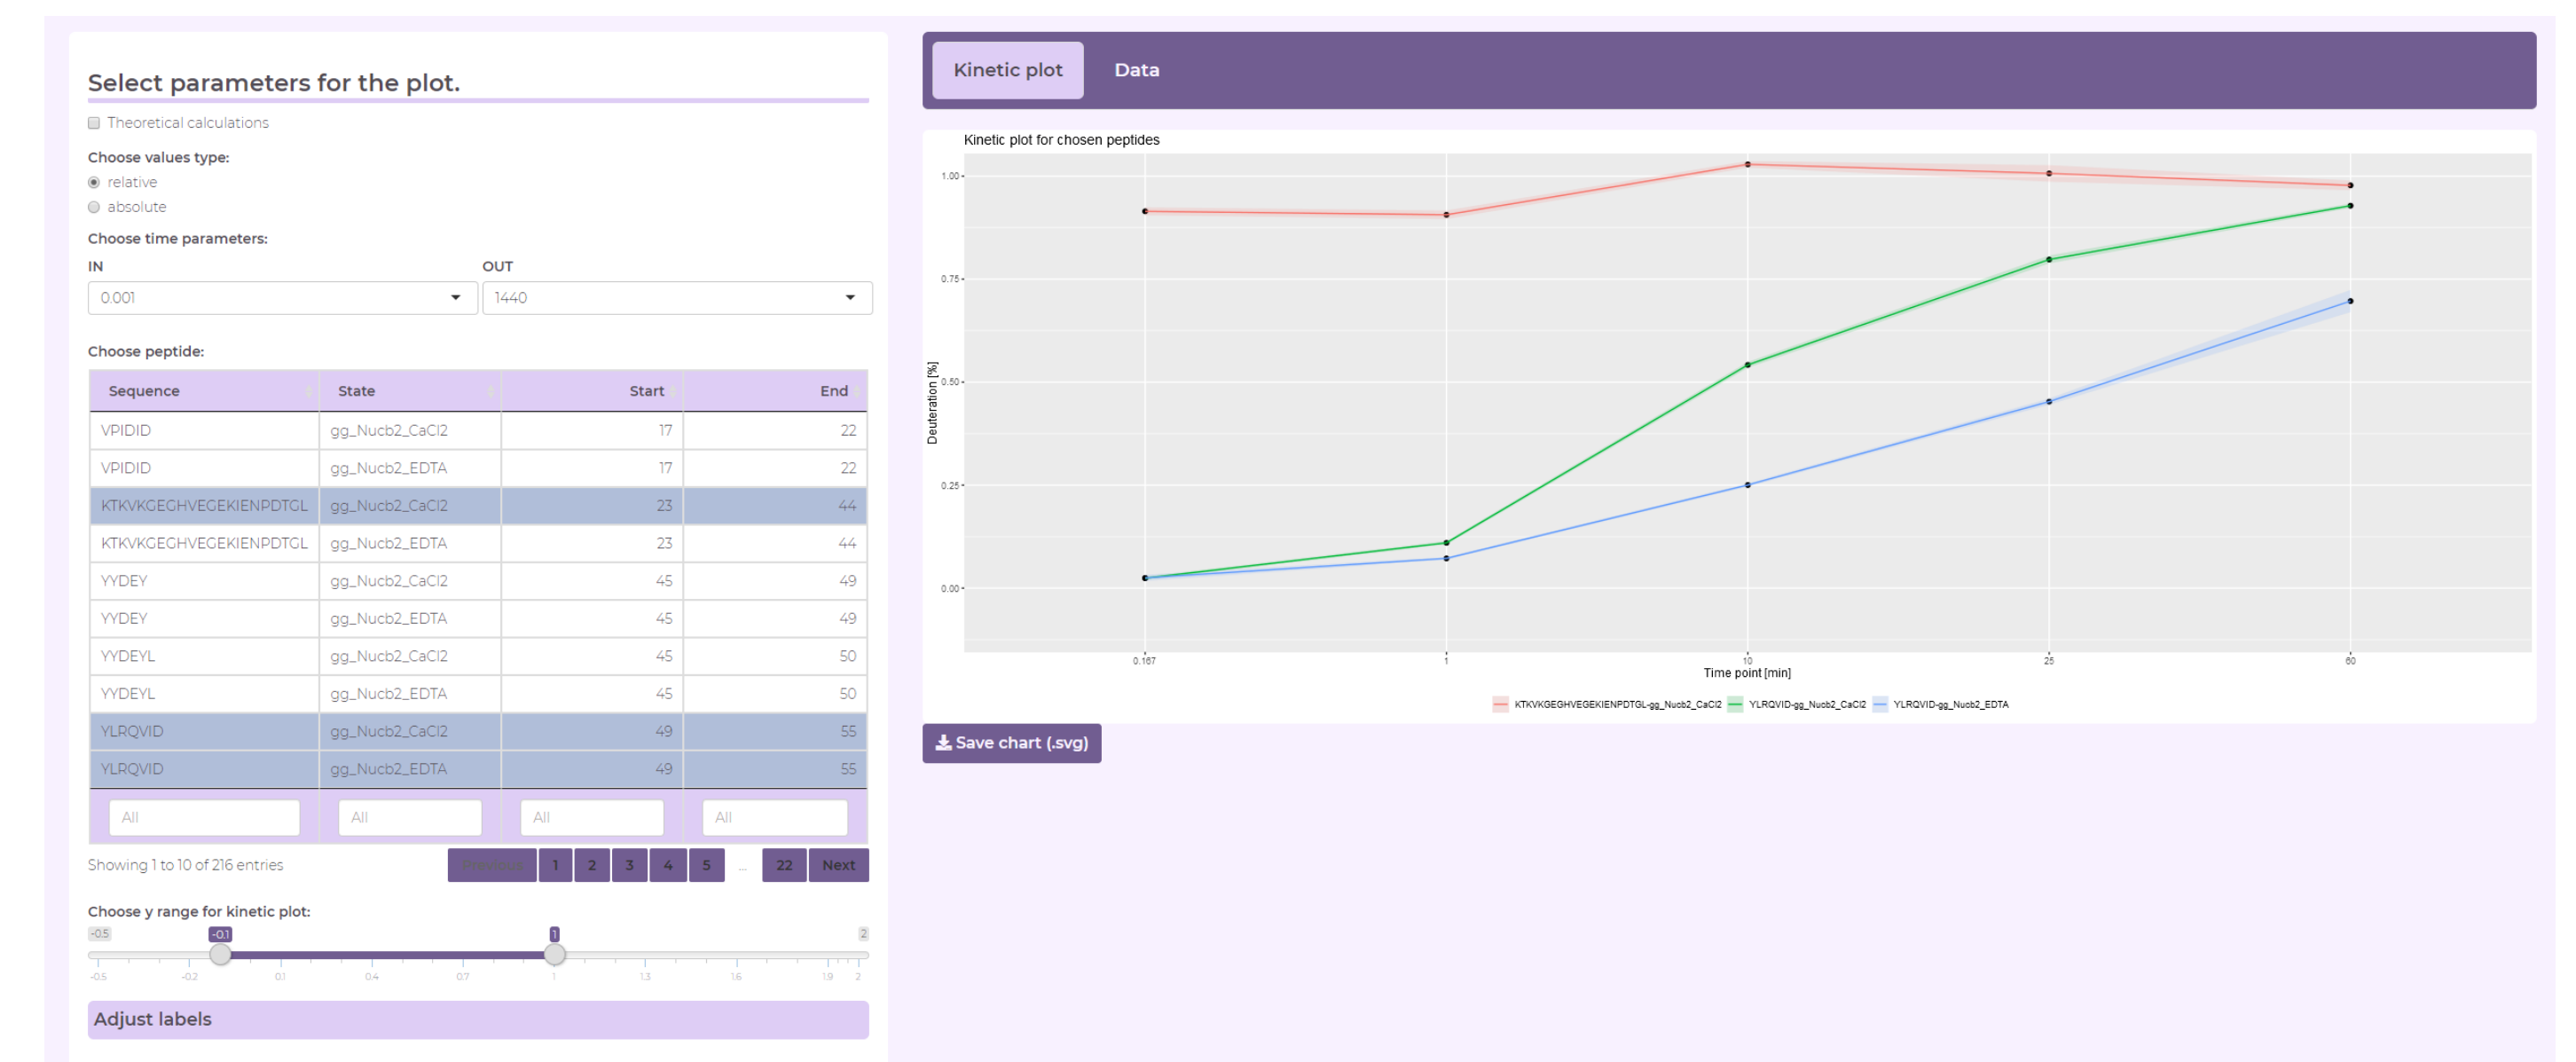 Select parameters for the plot.
Theoretical calculations
Choose values type:
relative
absolute
Choose time parameters:
IN OUT
0.001 1440
Choose peptide:
Sequence State Start End
VPIDID gg_Nucb2_CaCl2 17 22
VPIDID gg_Nucb2_EDTA 17 22
KTKVKGEGHVEGEKIENPDTGL gg_Nucb2_CaCl2 23 44
KTKVKGEGHVEGEKIENPDTGL gg_Nucb2_EDTA 23 44
YYDEY gg_Nucb2_CaCl2 45 49
YYDEY gg_Nucb2_EDTA 45 49
YYDEYL gg_Nucb2_CaCl2 45 50
YYDEYL gg_Nucb2_EDTA 45 50
YLRQVID gg_Nucb2_CaCl2 49 55
YLRQVID gg_Nucb2_EDTA 49 55
All All All All
Showing 1 to 10 of 216 entries
Previous 1 2 3 4 5 ... 22 Next
Choose y range for kinetic plot:
-0.5 -0.1 1 2
-0.5 -0.2 0.1 0.4 0.7 1 1.3 1.6 1.9 2
Adjust labels
Kinetic plot Data
Kinetic plot for chosen peptides
1.00
0.75
0.50
0.25
0.00
Deuteration [%]
0.167 1 10 25 60
Time point [min]
KTKVKGEGHVEGEKIENPDTGL-gg_Nucb2_CaCl2 YLRQVID-gg_Nucb2_CaCl2 YLRQVID-gg_Nucb2_EDTA
Save chart (.svg)